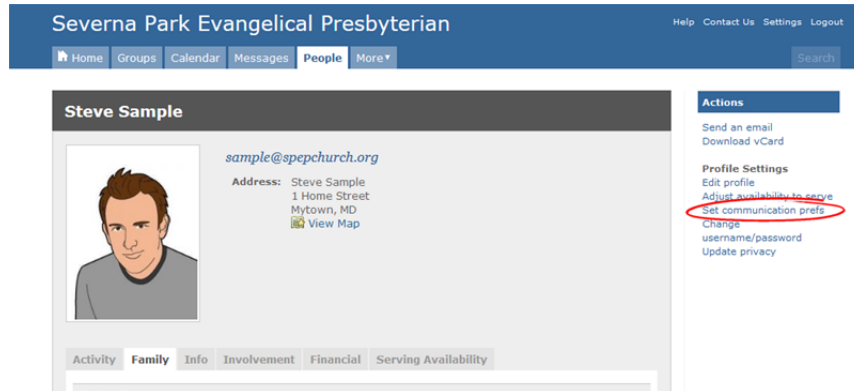 Severna Park Evangelical Presbyterian
Help Contact Us Settings Logout
Home Groups Calendar Messages People More
Search
Steve Sample
sample@spepchurch.org
Address: Steve Sample
1 Home Street
Mytown, MD
View Map
Activity Family Info Involvement Financial Serving Availability
Actions
Send an email
Download vCard
Profile Settings
Edit profile
Adjust availability to serve
Set communication prefs
Change
username/password
Update privacy